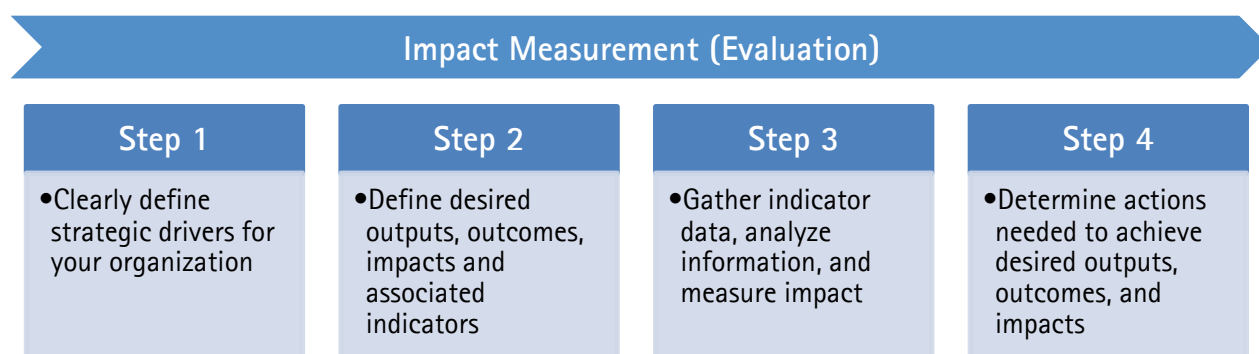 Impact Measurement (Evaluation)
Step 1
•Clearly define
strategic drivers for
your organization
Step 2
•Define desired
outputs, outcomes,
impacts and
associated
indicators
Step 3
•Gather indicator
data, analyze
information, and
measure impact
Step 4
•Determine actions
needed to achieve
desired outputs,
outcomes, and
impacts